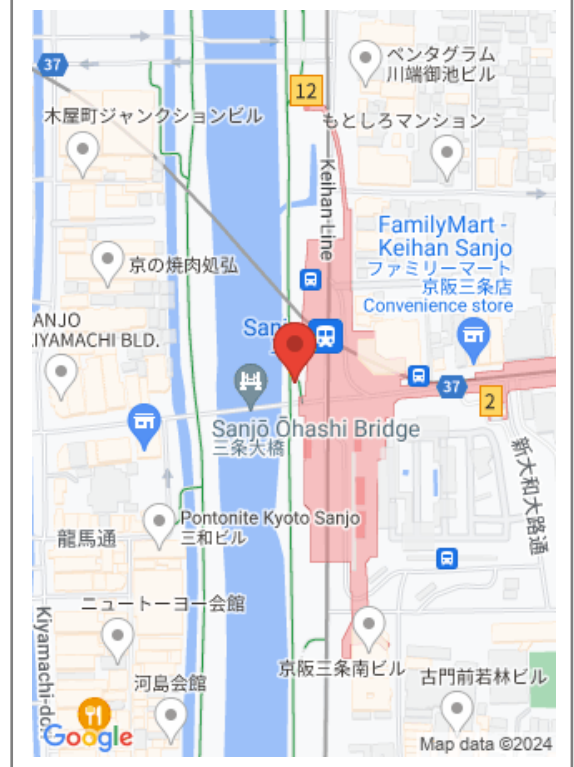 37
ペンタグラム
川端御池ビル
12
木屋町ジャンクションビル
もとしろマンション
Keihan Line
FamilyMart -
Keihan Sanjo
ファミリーマート
京阪三条店
Convenience store
京の焼肉処弘
ANJO
IYAMACHI BLD.
37
2
Sanjō Ōhashi Bridge
三条大橋
新大和大路通
Pontonite Kyoto Sanjo
三和ビル
龍馬通
ニュートーヨー会館
Kiyamachi-do
京阪三条南ビル
河島会館
古門前若林ビル
Google
Map data ©2024